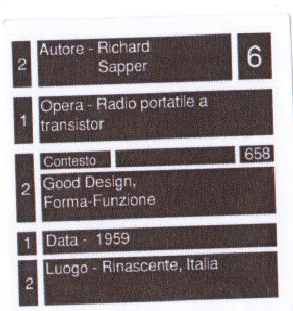 2 Autore - Richard 6
Sapper
1 Opera - Radio portatile a
transistor
Contesto 658
2 Good Design,
Forma-Funzione
1 Data - 1959
2 Luogo - Rinascente, Italia